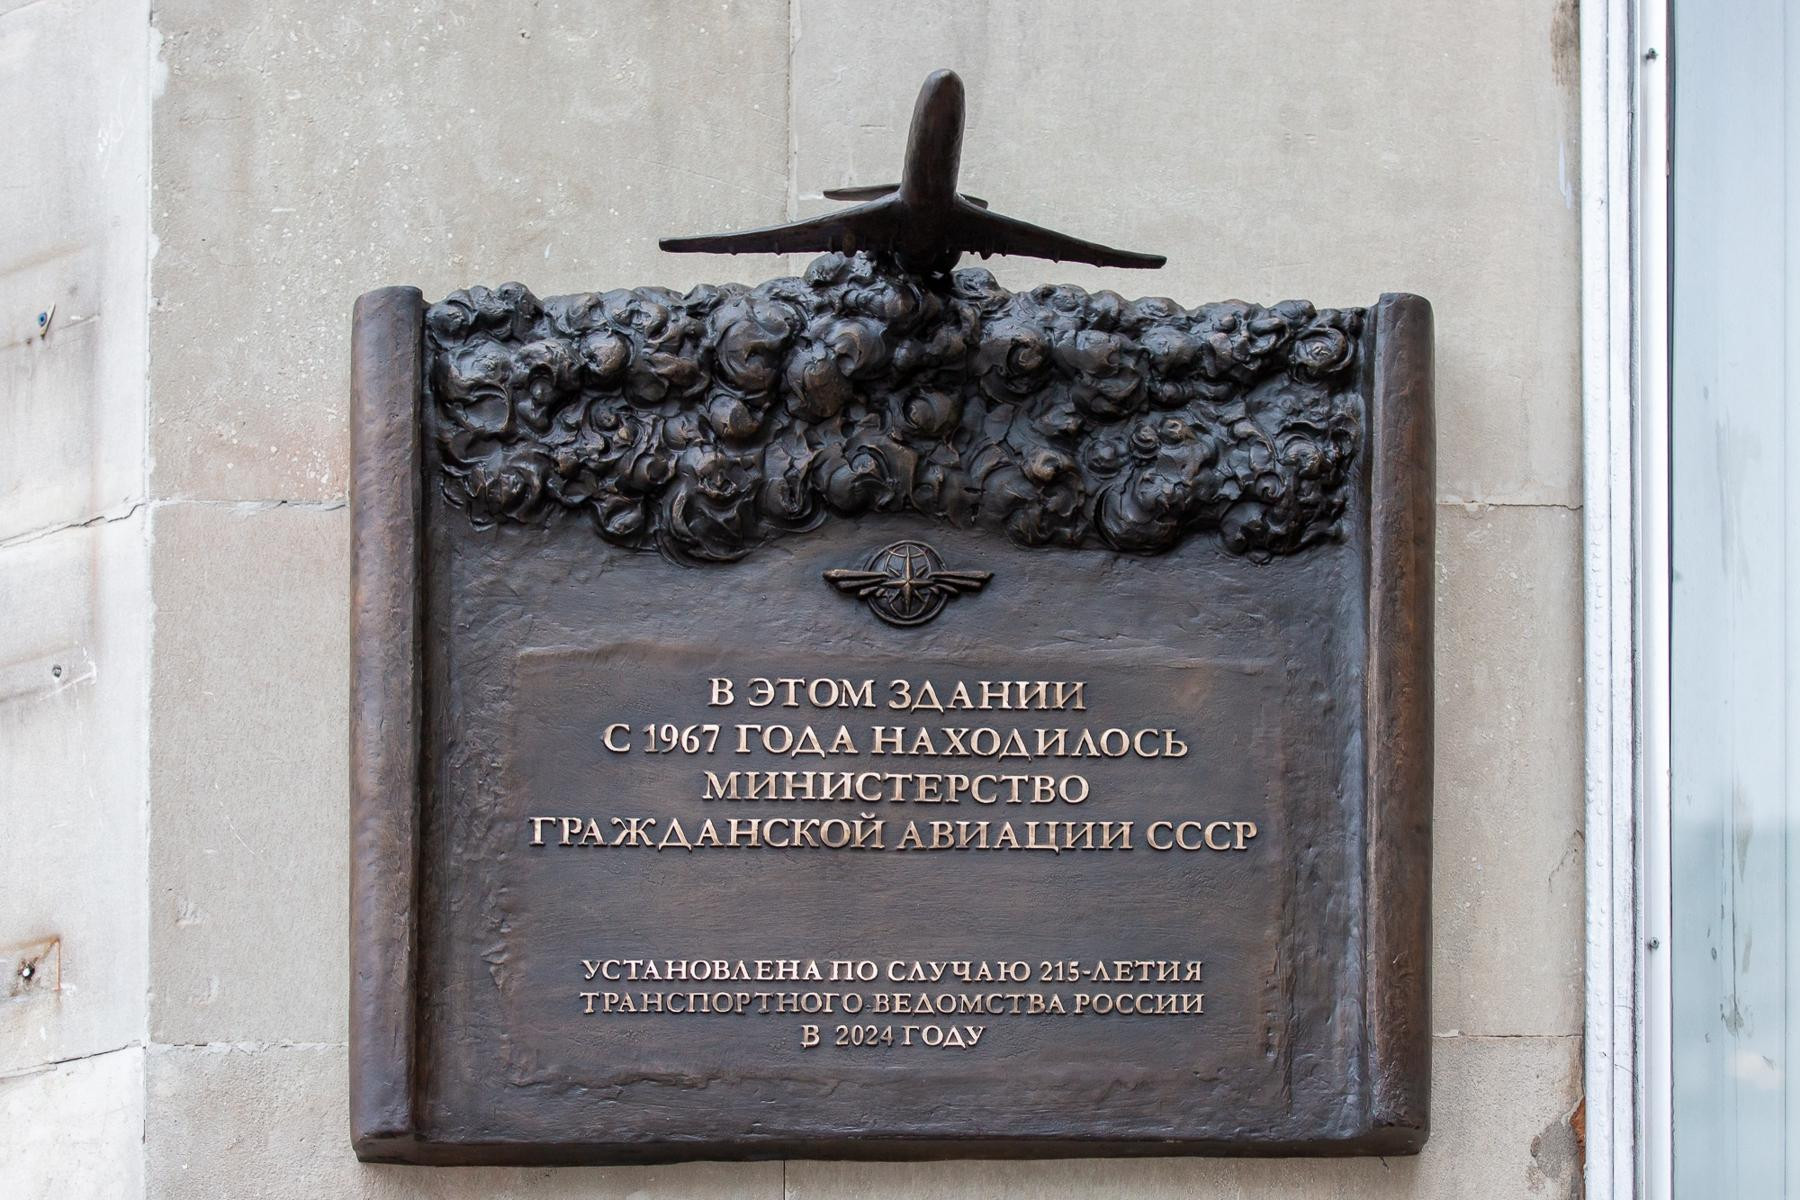 В ЭТОМ ЗДАНИИ
С 1967 ГОДА НАХОДИЛОСЬ
МИНИСТЕРСТВО
ГРАЖДАНСКОЙ АВИАЦИИ СССР
УСТАНОВЛЕНА ПО СЛУЧАЮ 215-ЛЕТИЯ
ТРАНСПОРТНОГО ВЕДОМСТВА РОССИИ
В 2024 ГОДУ